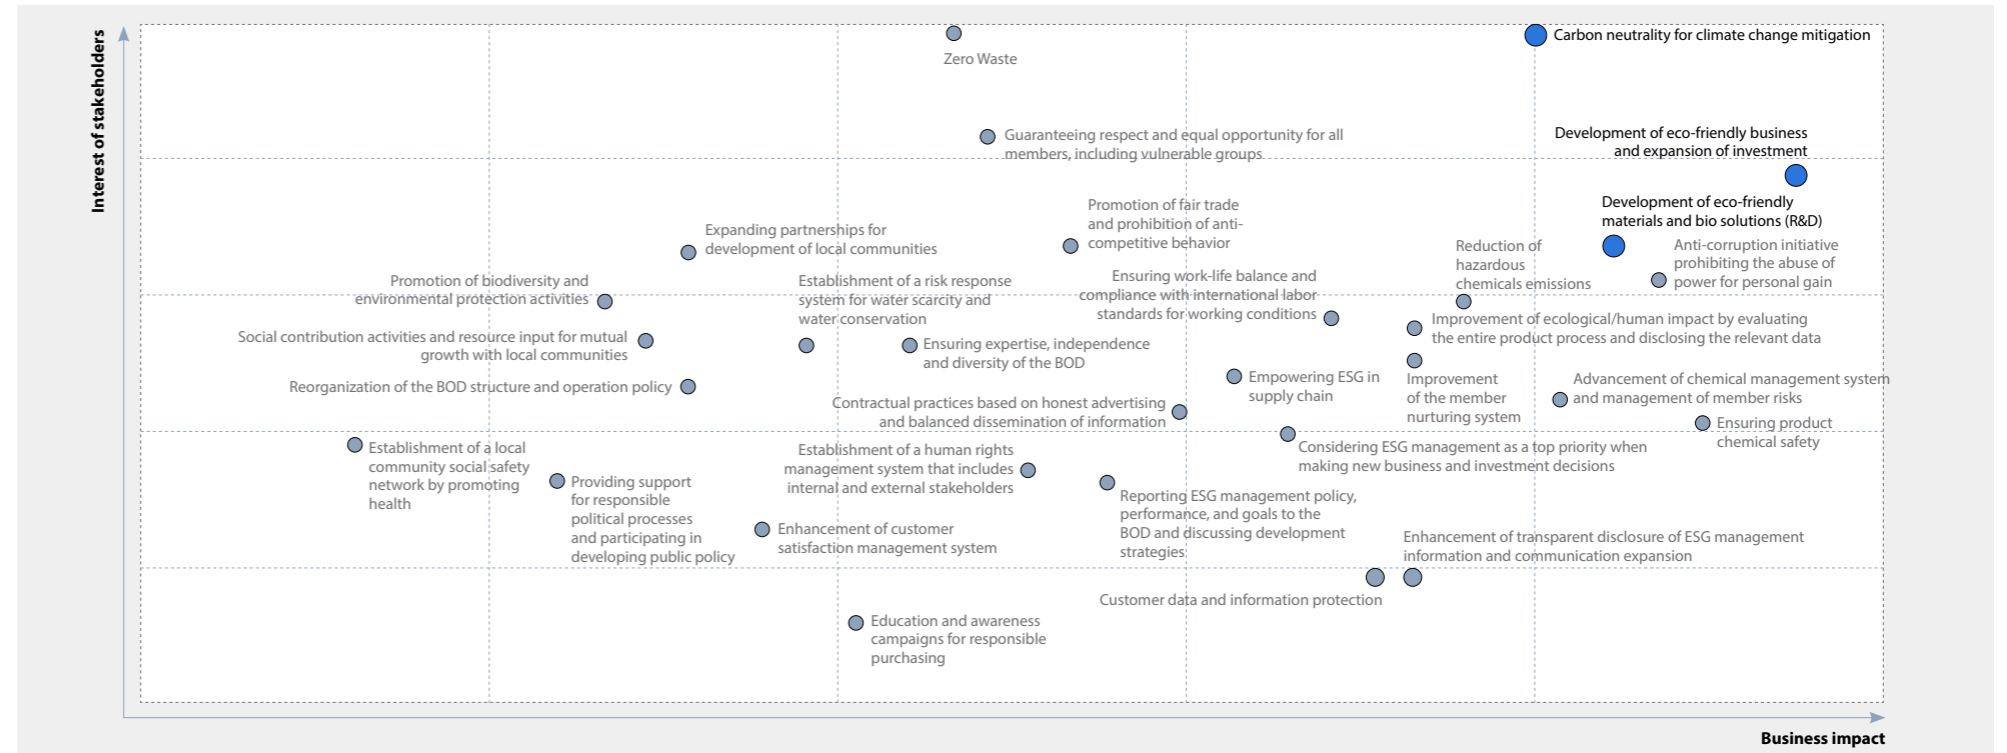 Interest of stakeholders
Zero Waste
Carbon neutrality for climate change mitigation
Guaranteeing respect and equal opportunity for all
members, including vulnerable groups
Development of eco-friendly business
and expansion of investment
Development of eco-friendly
materials and bio solutions (R&D)
Promotion of fair trade
and prohibition of anti-
competitive behavior
Expanding partnerships for
development of local communities
Reduction of
hazardous
chemicals emissions
Anti-corruption initiative
prohibiting the abuse of
power for personal gain
Promotion of biodiversity and
environmental protection activities
Establishment of a risk response
system for water scarcity and
water conservation
Ensuring work-life balance and
compliance with international labor
standards for working conditions
Improvement of ecological/human impact by evaluating
the entire product process and disclosing the relevant data
Social contribution activities and resource input for mutual
growth with local communities
Ensuring expertise, independence
and diversity of the BOD
Reorganization of the BOD structure and operation policy
Empowering ESG in
supply chain
Improvement
of the member
nurturing system
Advancement of chemical management system
and management of member risks
Contractual practices based on honest advertising
and balanced dissemination of information
Ensuring product
chemical safety
Establishment of a local
community social safety
network by promoting
health
Establishment of a human rights
management system that includes
internal and external stakeholders
Considering ESG management as a top priority when
making new business and investment decisions
Providing support
for responsible
political processes
and participating in
developing public policy
Reporting ESG management policy,
performance, and goals to the
BOD and discussing development
strategies
Enhancement of customer
satisfaction management system
Enhancement of transparent disclosure of ESG management
information and communication expansion
Customer data and information protection
Education and awareness
campaigns for responsible
purchasing
Business impact